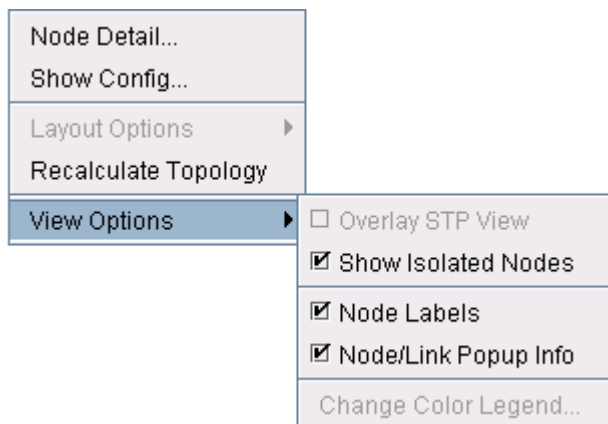 Node Detail...
Show Config...
Layout Options
Recalculate Topology
View Options
Overlay STP View
Show Isolated Nodes
Node Labels
Node/Link Popup Info
Change Color Legend...